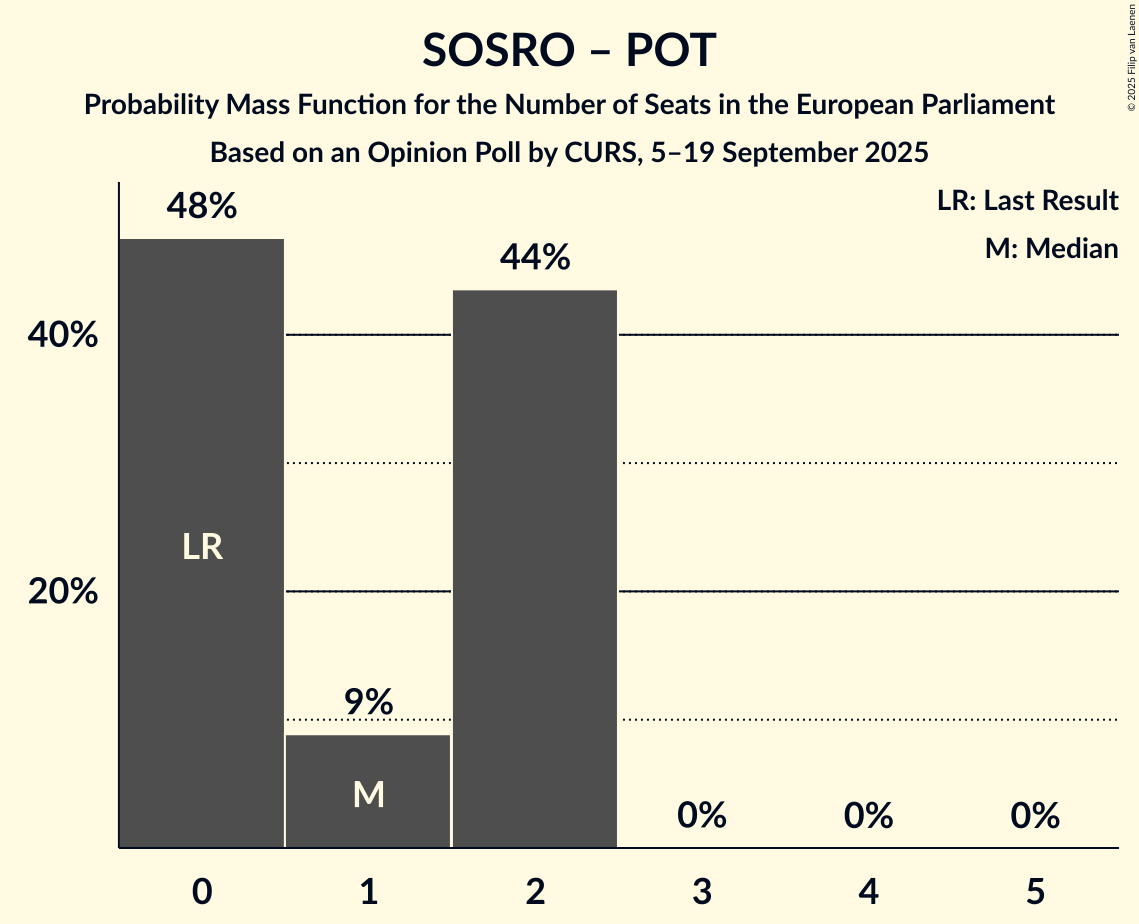 SOSRO – POT
Probability Mass Function for the Number of Seats in the European Parliament
Based on an Opinion Poll by CURS, 5–19 September 2025
© 2025 Filip van Laenen
LR: Last Result
M: Median
48%
44%
40%
LR
20%
9%
M
0%
0%
0%
0
1
2
3
4
5